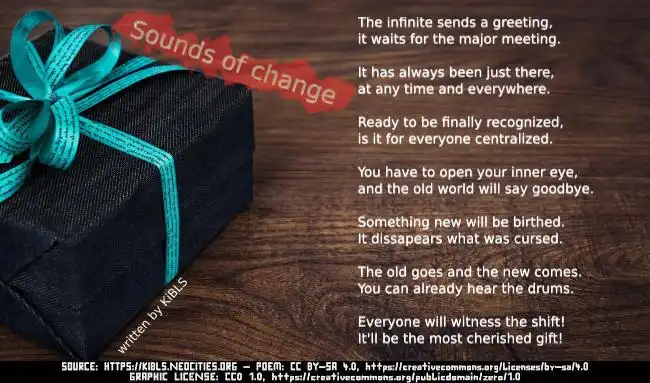 Sounds of change
The infinite sends a greeting,
it waits for the major meeting.
It has always been just there,
at any time and everywhere.
Ready to be finally recognized,
is it for everyone centralized.
You have to open your inner eye,
and the old world will say goodbye.
Something new will be birthed.
It dissapears what was cursed.
The old goes and the new comes.
You can already hear the drums.
Everyone will witness the shift!
It'll be the most cherished gift!
written by KiBLS
SOURCE: HTTPS://KIBLS.NEOCITIES.ORG – POEM: CC BY-SA 4.0, https://creativecommons.org/licenses/by-sa/4.0
GRAPHIC LICENSE: CC0 1.0, https://creativecommons.org/publicdomain/zero/1.0